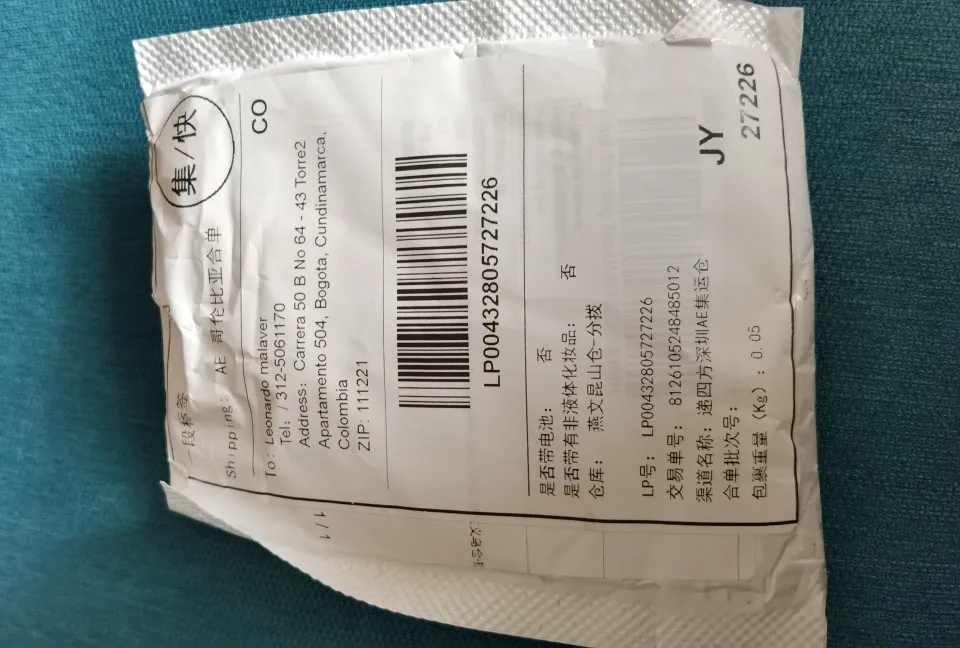 集/快
一段标签
Shipping: AE 哥伦比亚合单
CO
To: Leonardo malaver
Tel: / 312-5061170
Address: Carrera 50 B No 64 - 43 Torre2
Apartamento 504, Bogota, Cundinamarca,
Colombia
ZIP: 111221
LP00432805727226
是否带电池: 否
是否带有非液体化妆品: 否
仓库: 燕文昆山仓-分拨
LP号: LP00432805727226
交易单号: 8126105248485012
渠道名称: 递四方深圳AE集运仓
合单批次号:
包裹重量 (Kg): 0.05
JY
27226
1/1